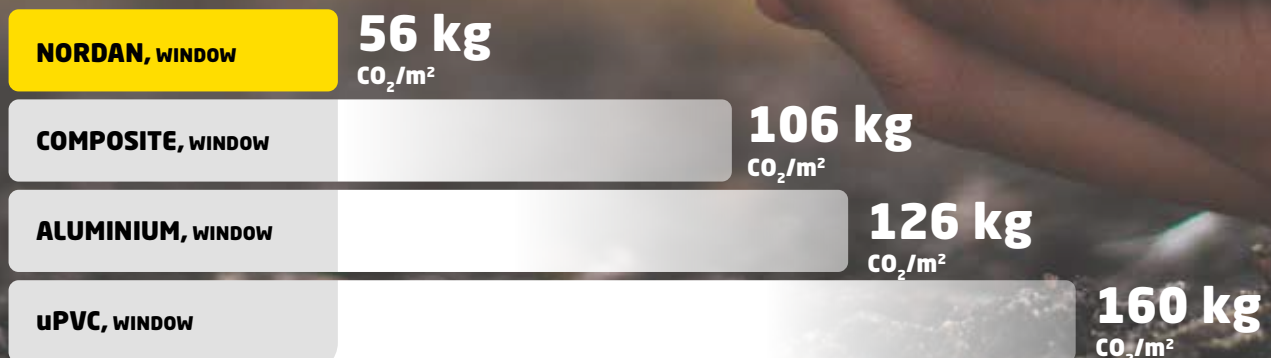 NORDAN, WINDOW
56 kg
CO₂/m²
COMPOSITE, WINDOW
106 kg
CO₂/m²
ALUMINIUM, WINDOW
126 kg
CO₂/m²
uPVC, WINDOW
160 kg
CO₂/m²